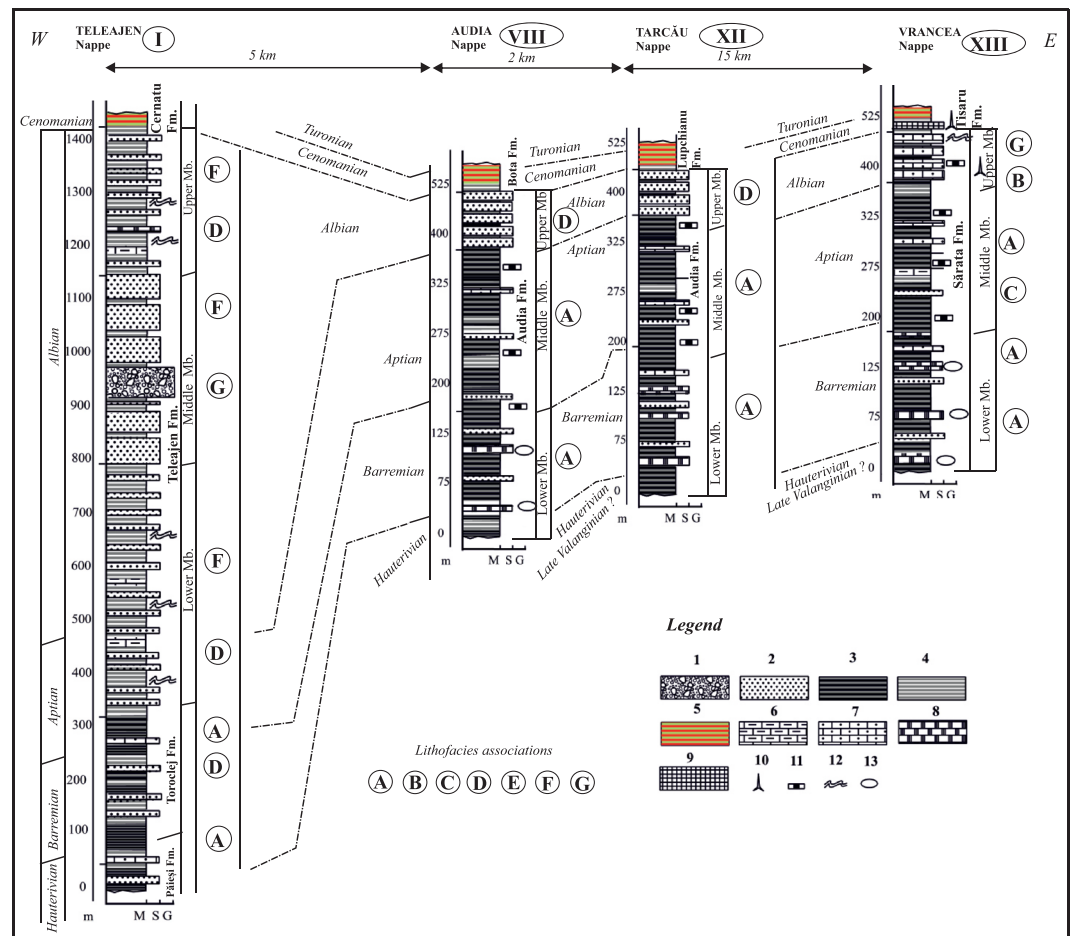 W
TELEAJEN
Nappe
I
AUDIA
Nappe
VIII
TARCĂU
Nappe
XII
VRANCEA
Nappe
XIII
E
5 km
2 km
15 km
Cenomanian
Albian
Aptian
Barremian
Hauterivian
1400
1300
1200
1100
1000
900
800
700
600
500
400
300
200
100
0
m
M S G
Cernatu
Fm.
Teleajen Fm.
Toroclej Fm.
Păieși Fm.
Upper Mb.
Middle Mb.
Lower Mb.
F
D
F
G
F
D
A
D
A
Turonian
Cenomanian
Albian
Aptian
Barremian
Hauterivian
525
400
325
275
200
125
75
0
m
M S G
Bota Fm.
Audia Fm.
Upper Mb.
Middle Mb.
Lower Mb.
D
A
A
Turonian
Cenomanian
Albian
Aptian
Barremian
Hauterivian
Late Valanginian ?
525
400
325
275
200
125
75
0
m
M S G
Lupchianu
Fm.
Audia Fm.
Upper Mb.
Middle Mb.
Lower Mb.
D
A
A
Turonian
Cenomanian
Albian
Aptian
Barremian
Hauterivian
Late Valanginian ?
525
400
325
275
200
125
75
0
m
M S G
Tisaru
Fm.
Sărata Fm.
Upper Mb.
Middle Mb.
Lower Mb.
G
B
A
C
A
A
Lithofacies associations
A B C D E F G
Legend
1 2 3 4
5 6 7 8
9 10 11 12 13